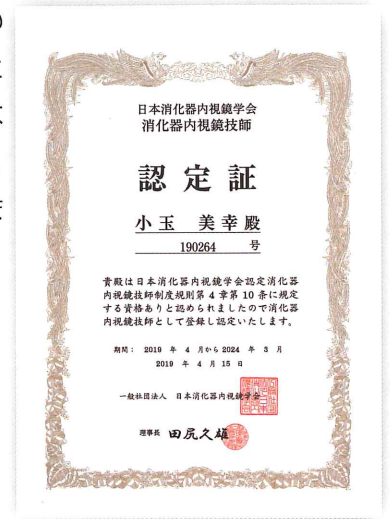 日本消化器内視鏡学会
消化器内視鏡技師
認定証
小玉 美幸 殿
190264 号
貴殿は日本消化器内視鏡学会認定消化器
内視鏡技師制度規則第4章第10条に規定
する資格ありと認められましたので消化器
内視鏡技師として登録し認定いたします。
期間： 2019 年 4 月から 2024 年 3 月
2019 年 4 月 15 日
一般社団法人 日本消化器内視鏡学会
理事長 田尻久雄